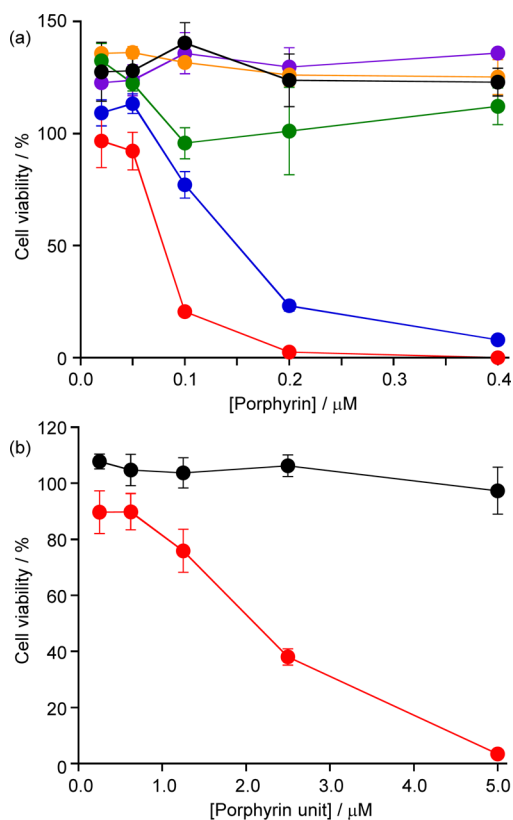 (a)
150
100
50
0
Cell viability / %
0.0 0.1 0.2 0.3 0.4
[Porphyrin] / μM
(b)
120
100
80
60
40
20
0
Cell viability / %
1.0 2.0 3.0 4.0 5.0
[Porphyrin unit] / μM